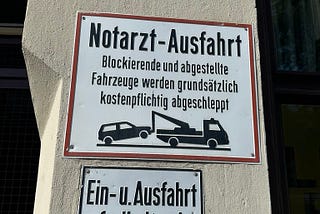 Notarzt-Ausfahrt
Blockierende und abgestellte
Fahrzeuge werden grundsätzlich
kostenpflichtig abgeschleppt
Ein- u. Ausfahrt